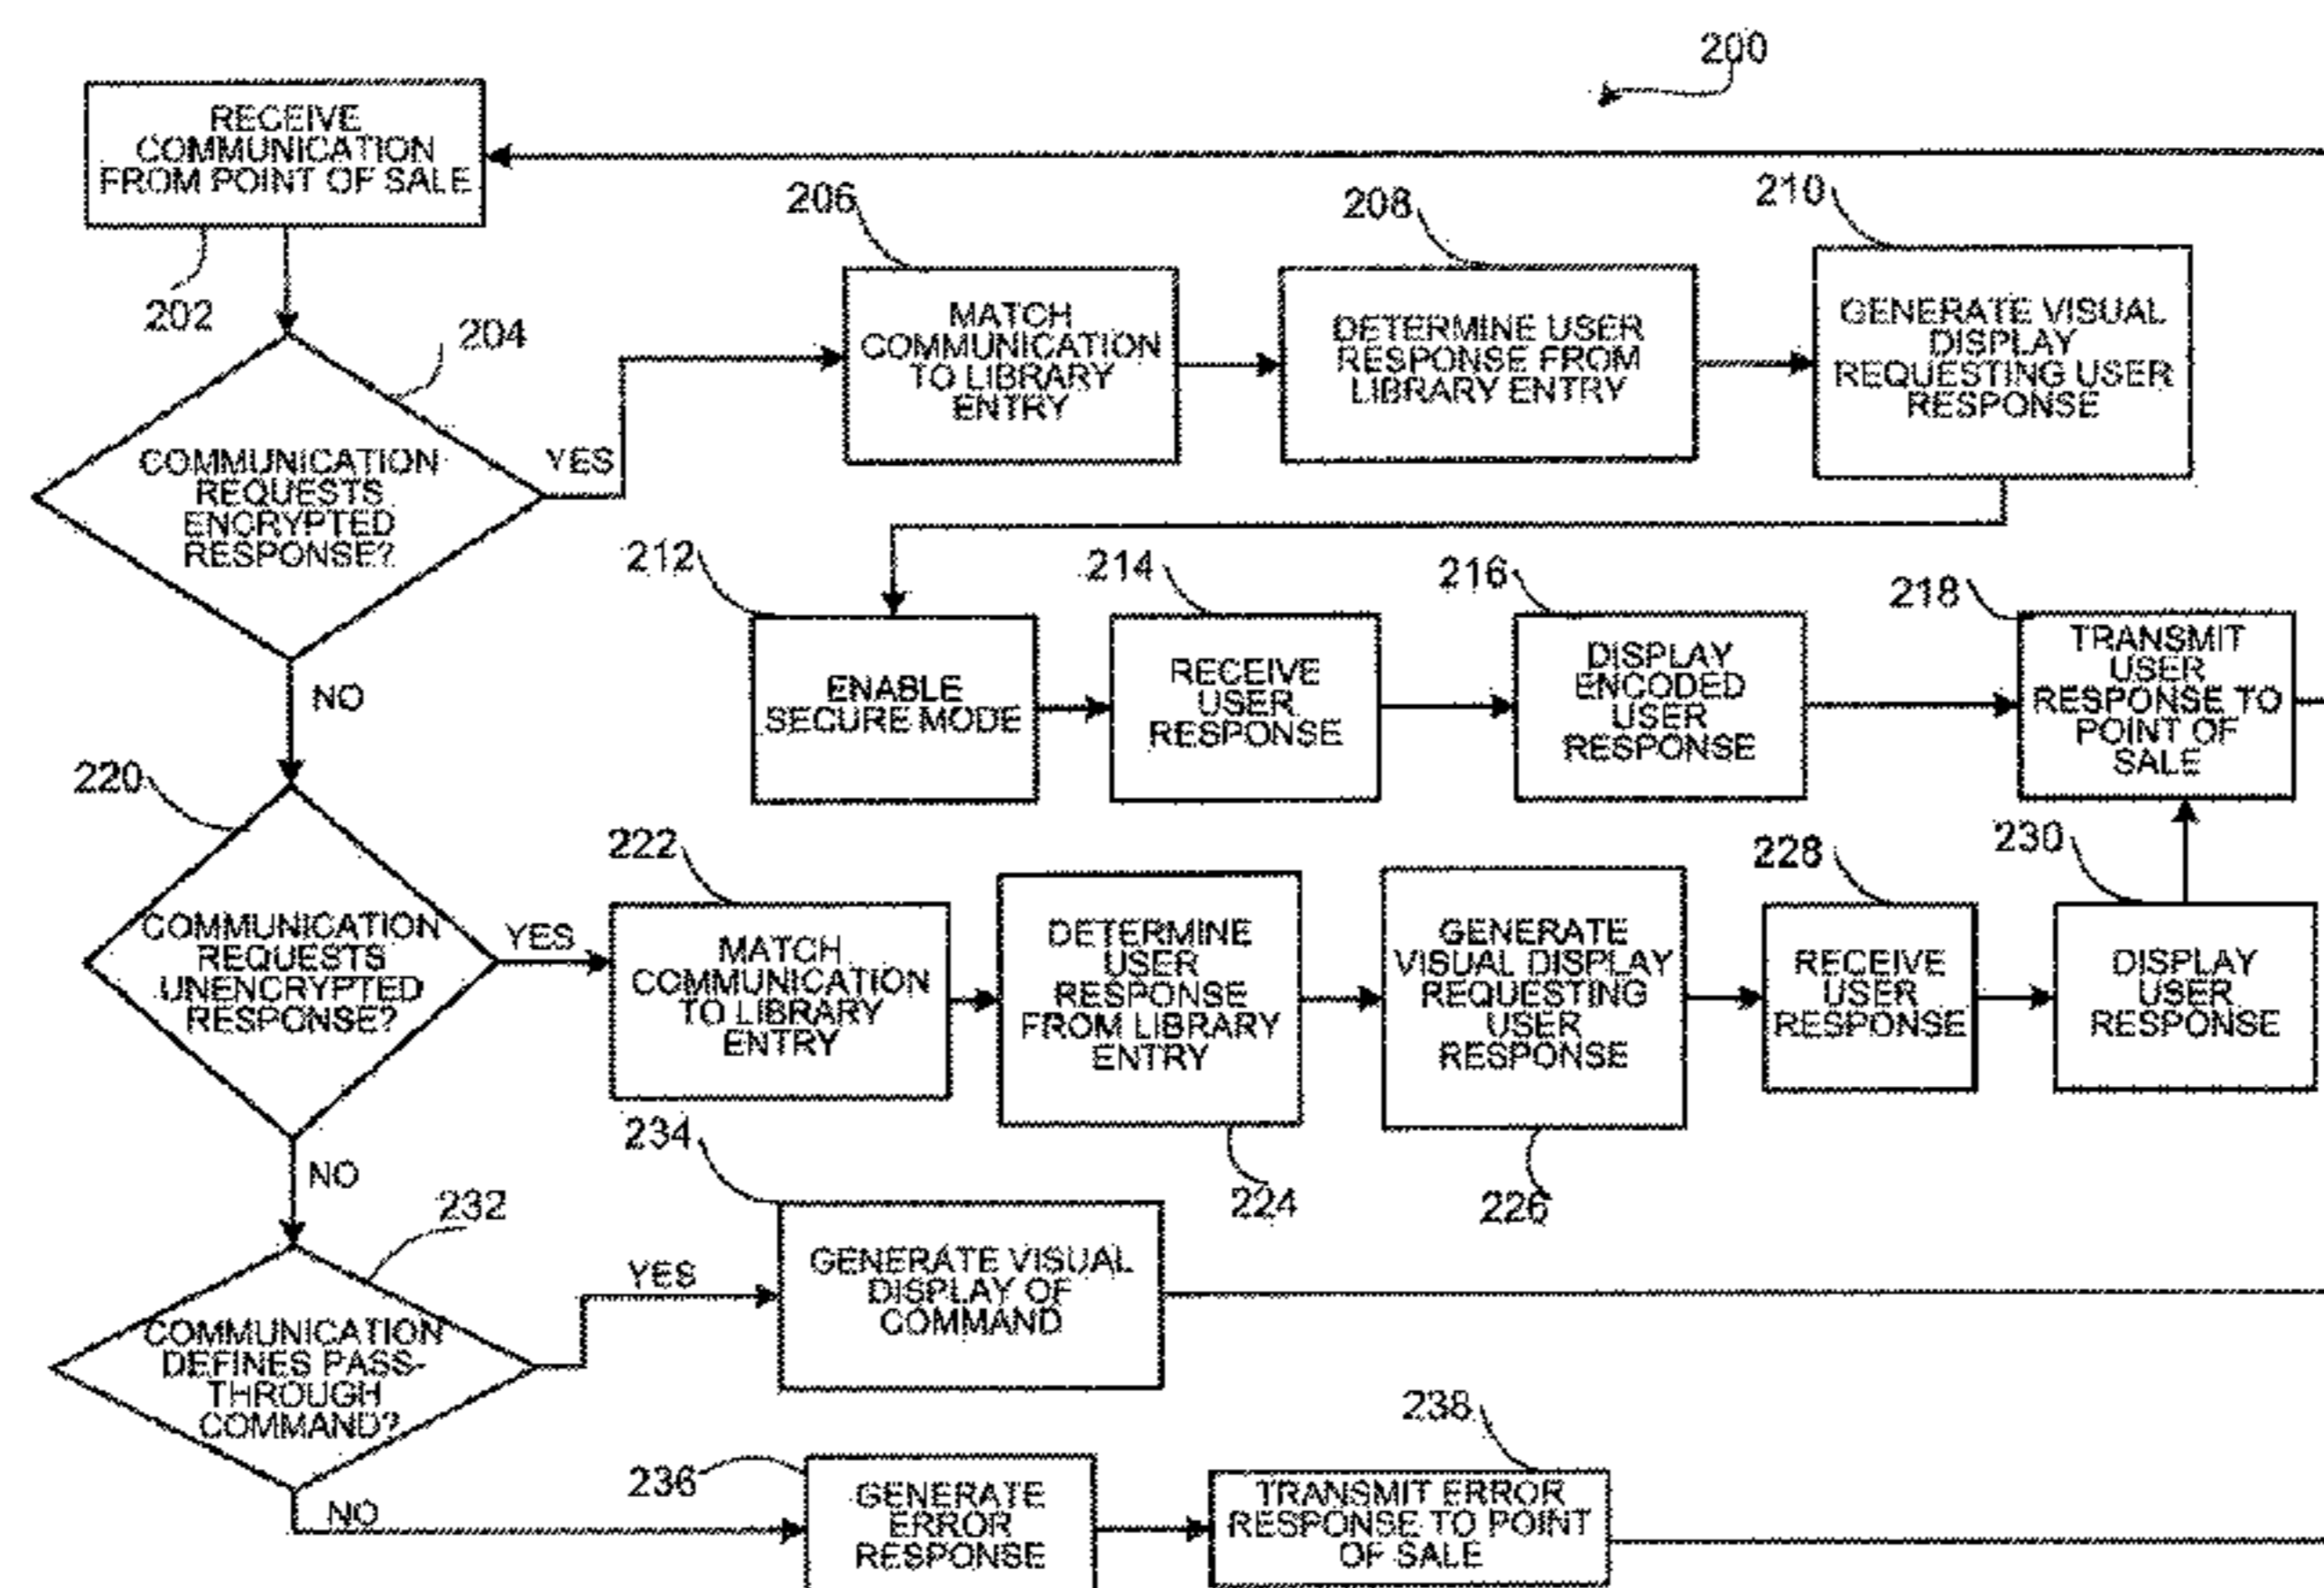 200
RECEIVE
COMMUNICATION
FROM POINT OF SALE
202
204
COMMUNICATION
REQUESTS
ENCRYPTED
RESPONSE?
YES
NO
206
MATCH
COMMUNICATION
TO LIBRARY
ENTRY
208
DETERMINE USER
RESPONSE FROM
LIBRARY ENTRY
210
GENERATE VISUAL
DISPLAY
REQUESTING USER
RESPONSE
212
ENABLE
SECURE MODE
214
RECEIVE
USER
RESPONSE
216
DISPLAY
ENCODED
USER
RESPONSE
218
TRANSMIT
USER
RESPONSE TO
POINT OF
SALE
220
COMMUNICATION
REQUESTS
UNENCRYPTED
RESPONSE?
YES
NO
222
MATCH
COMMUNICATION
TO LIBRARY
ENTRY
DETERMINE
USER
RESPONSE
FROM LIBRARY
ENTRY
224
GENERATE
VISUAL DISPLAY
REQUESTING
USER
RESPONSE
226
228
RECEIVE
USER
RESPONSE
230
DISPLAY
USER
RESPONSE
232
COMMUNICATION
DEFINES PASS-
THROUGH
COMMAND?
YES
NO
234
GENERATE VISUAL
DISPLAY OF
COMMAND
236
GENERATE
ERROR
RESPONSE
238
TRANSMIT ERROR
RESPONSE TO POINT
OF SALE